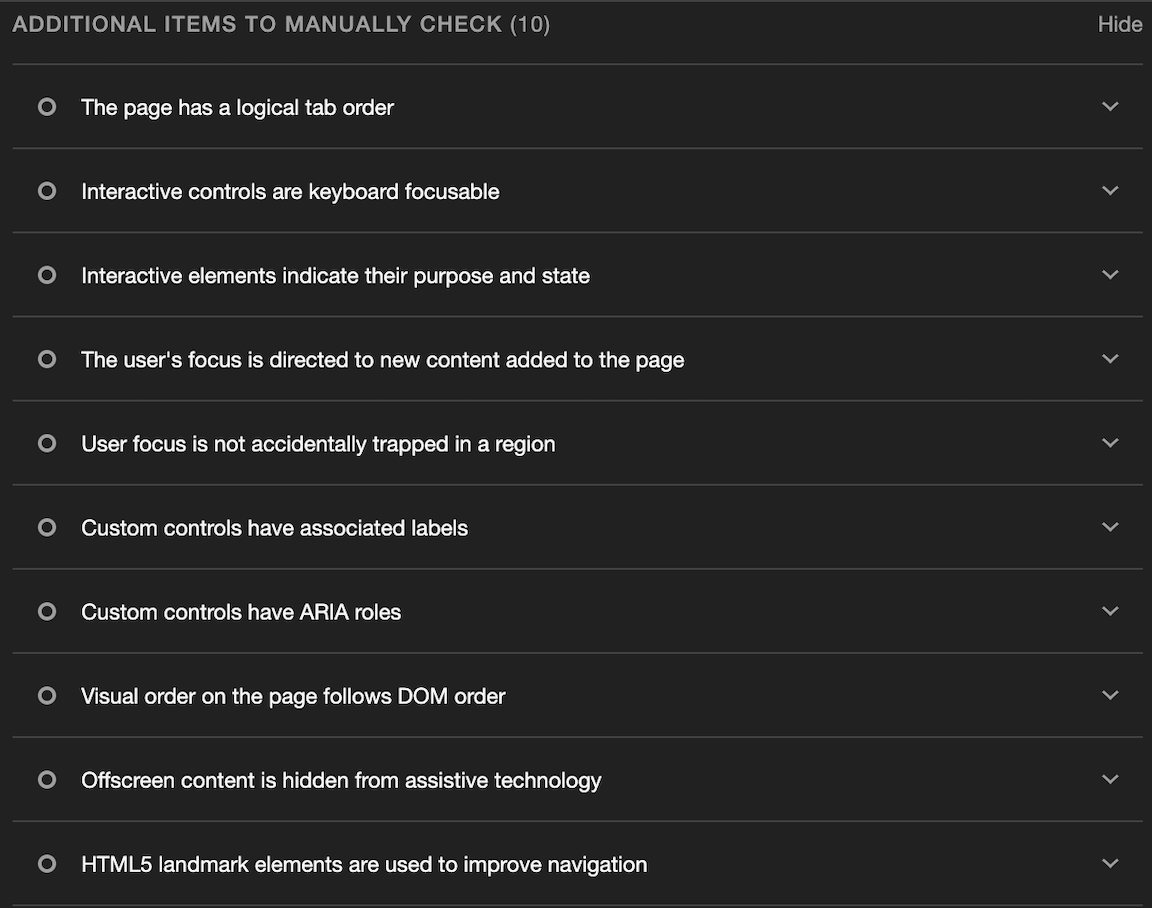 ADDITIONAL ITEMS TO MANUALLY CHECK (10) Hide
The page has a logical tab order
Interactive controls are keyboard focusable
Interactive elements indicate their purpose and state
The user's focus is directed to new content added to the page
User focus is not accidentally trapped in a region
Custom controls have associated labels
Custom controls have ARIA roles
Visual order on the page follows DOM order
Offscreen content is hidden from assistive technology
HTML5 landmark elements are used to improve navigation